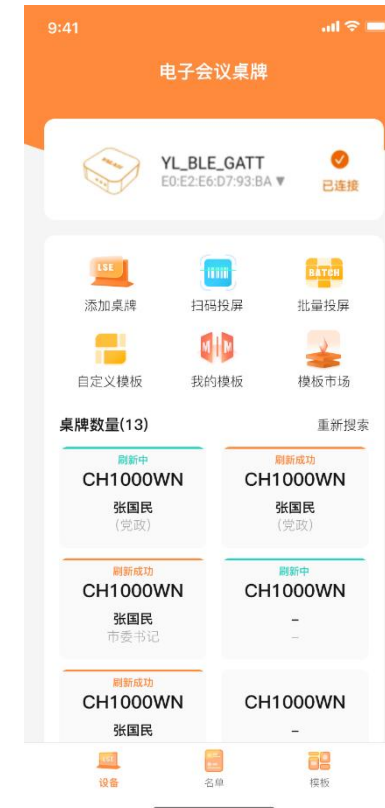 9:41
电子会议桌牌
YL_BLE_GATT
E0:E2:E6:D7:93:BA▼
已连接
LSE
BATCH
添加桌牌
扫码投屏
批量投屏
自定义模板
我的模板
模板市场
桌牌数量(13)
重新搜索
刷新中
CH1000WN
张国民
(党政)
刷新成功
CH1000WN
张国民
(党政)
刷新成功
CH1000WN
张国民
市委书记
刷新中
CH1000WN
–
–
刷新成功
CH1000WN
张国民
CH1000WN
–
设备
名单
模板